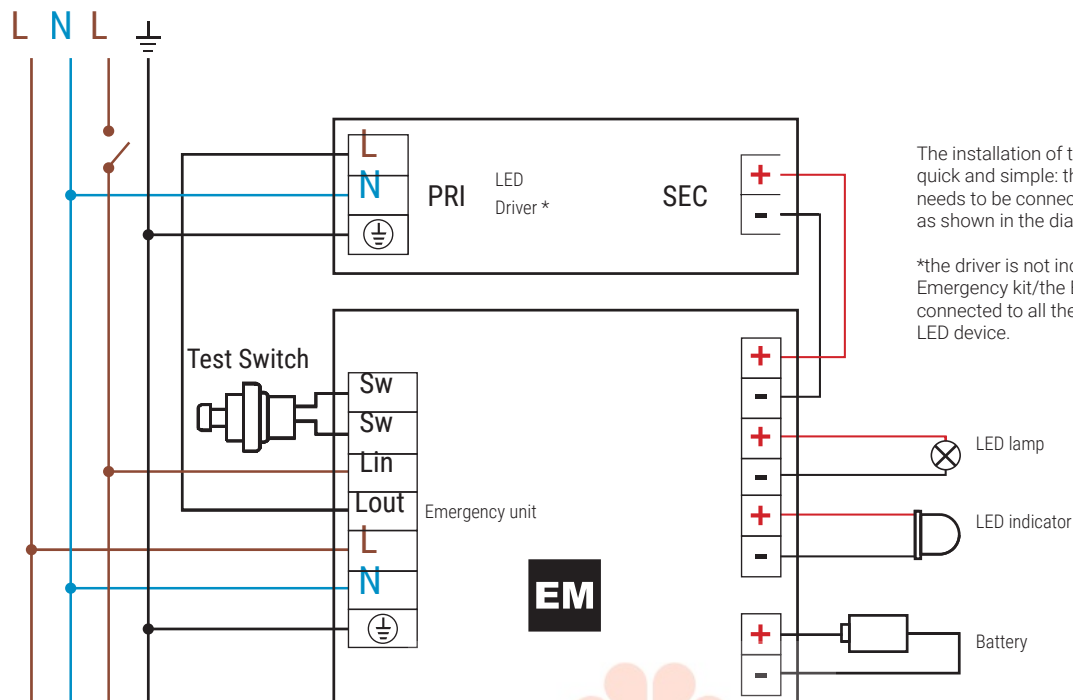 L N L
L
N
PRI
LED
Driver *
SEC
+
-
The installation of t
quick and simple: th
needs to be connec
as shown in the dia
*the driver is not inc
Emergency kit/the
connected to all the
LED device.
Test Switch
Sw
Sw
Lin
Lout
L
N
Emergency unit
EM
+
-
+
-
+
-
+
-
LED lamp
LED indicator
Battery